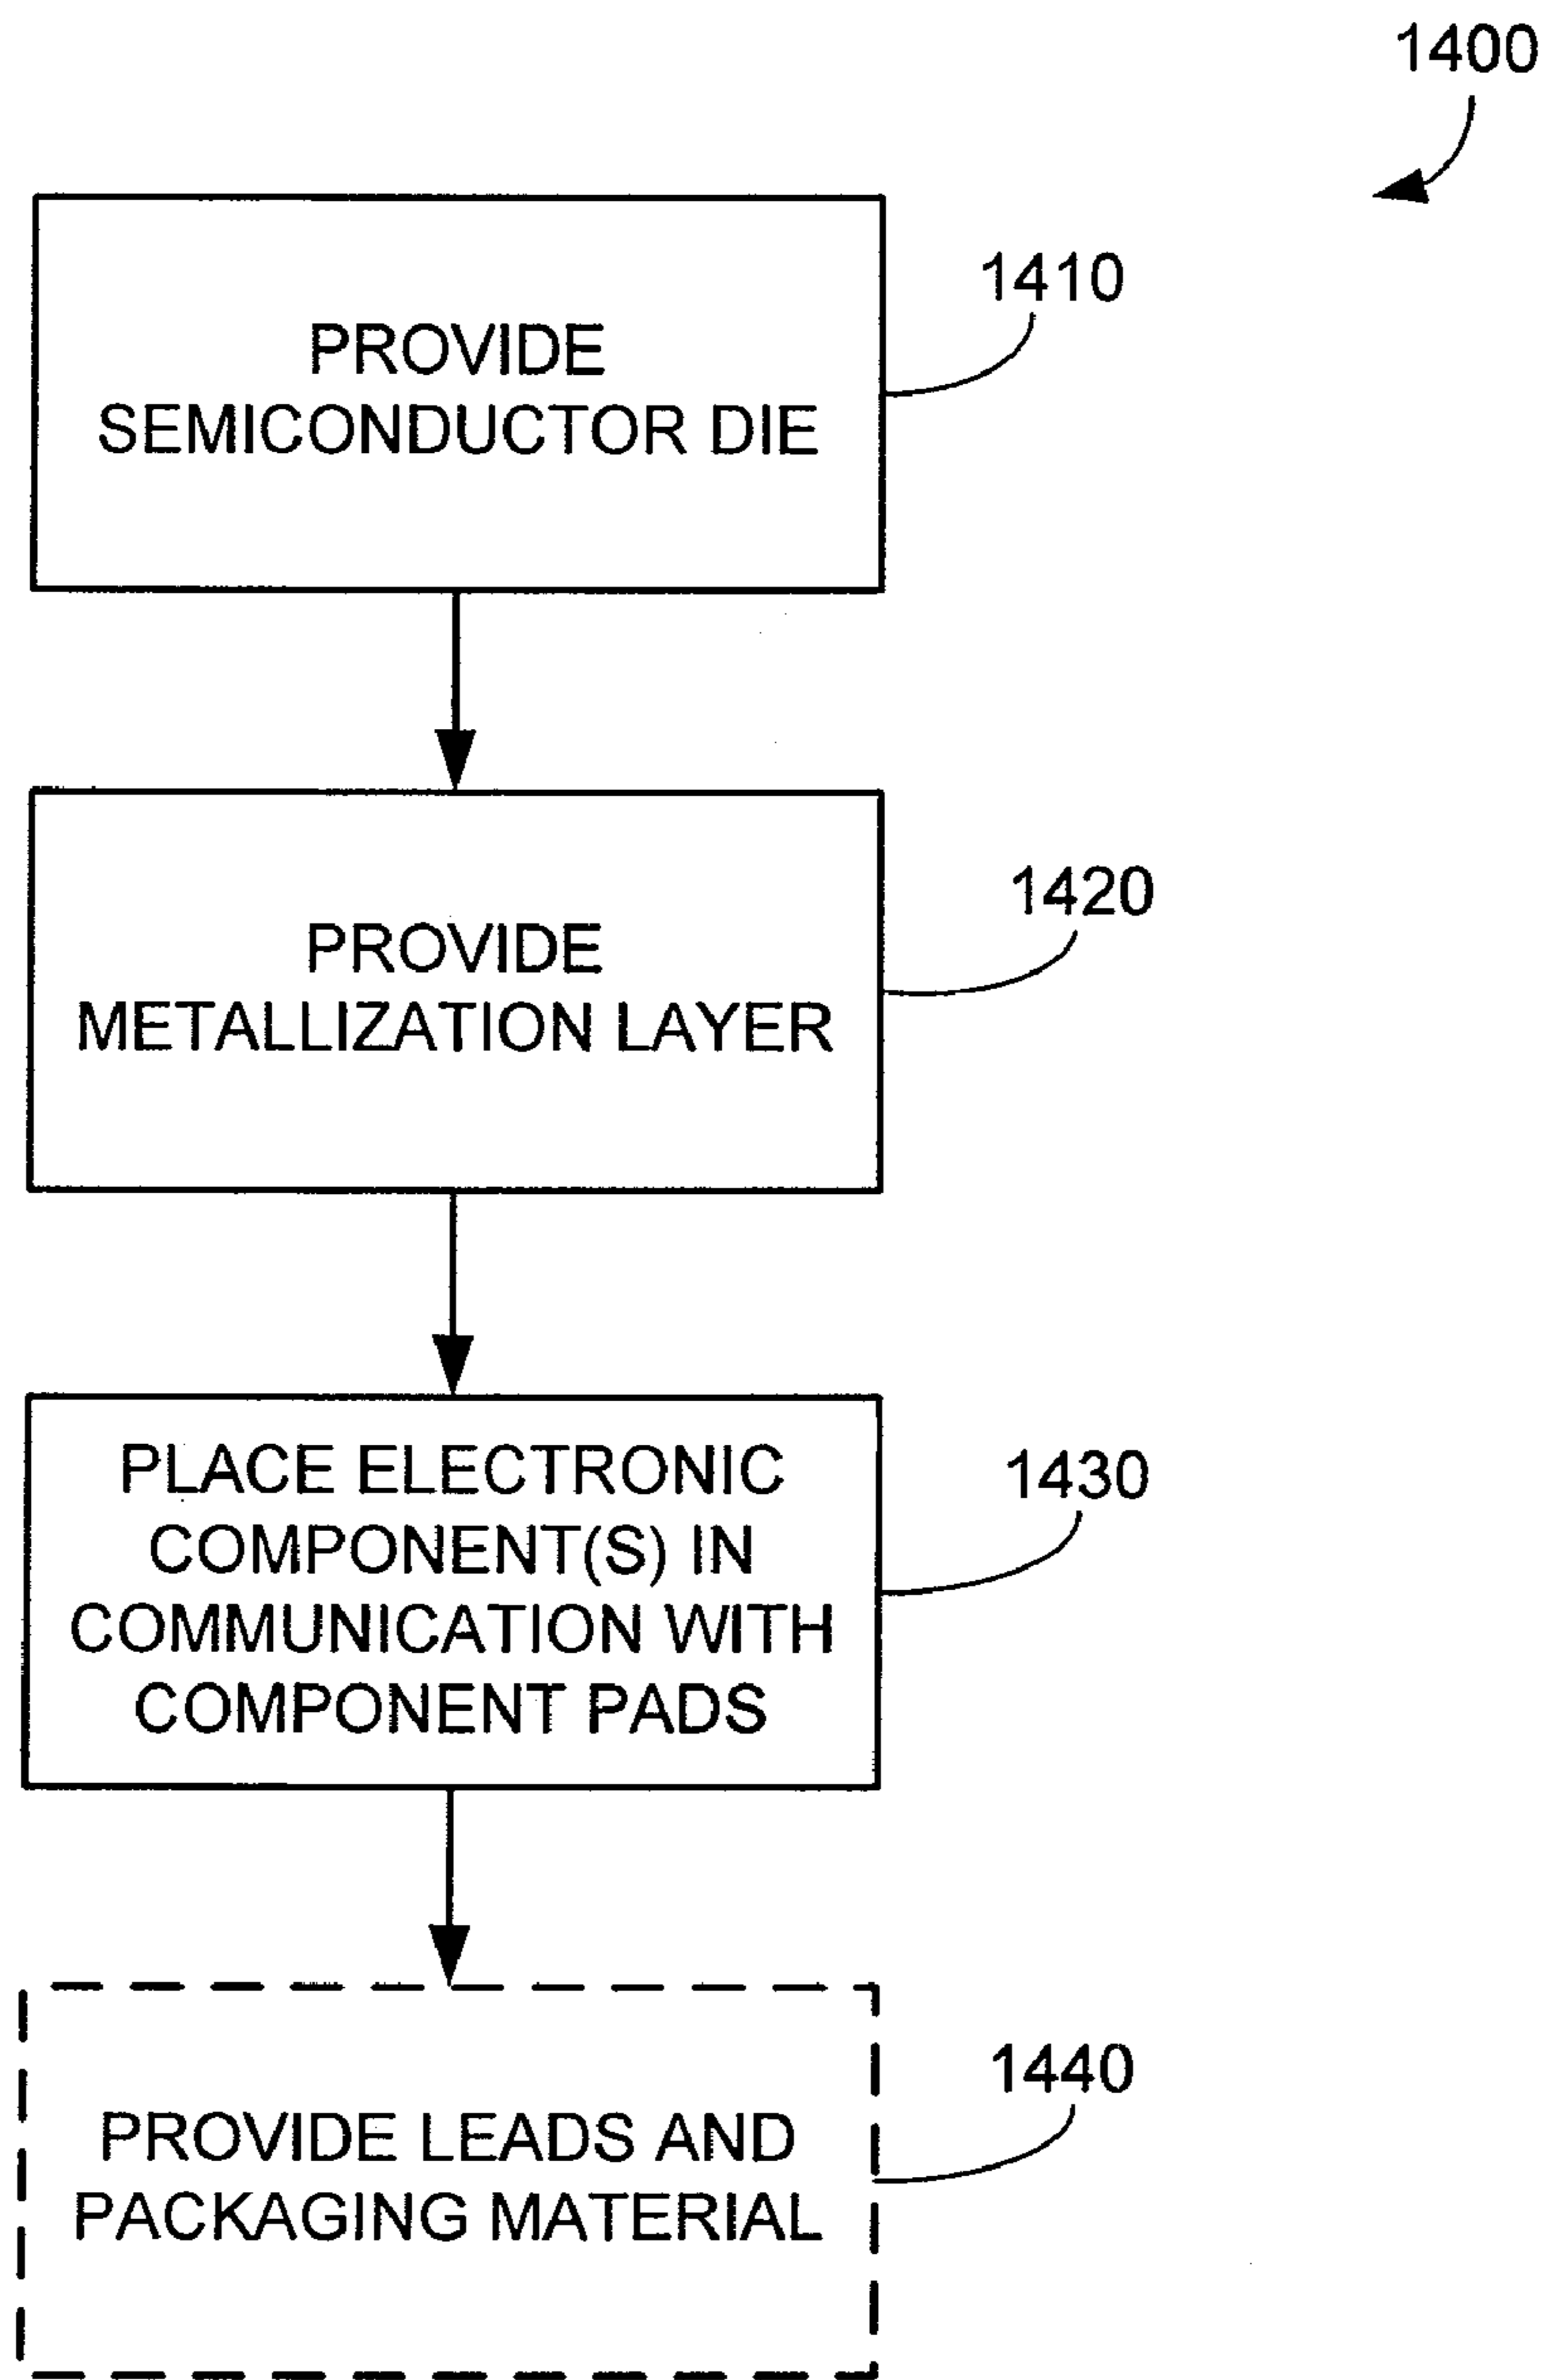 1400
1410
PROVIDE
SEMICONDUCTOR DIE
1420
PROVIDE
METALLIZATION LAYER
1430
PLACE ELECTRONIC
COMPONENT(S) IN
COMMUNICATION WITH
COMPONENT PADS
1440
PROVIDE LEADS AND
PACKAGING MATERIAL